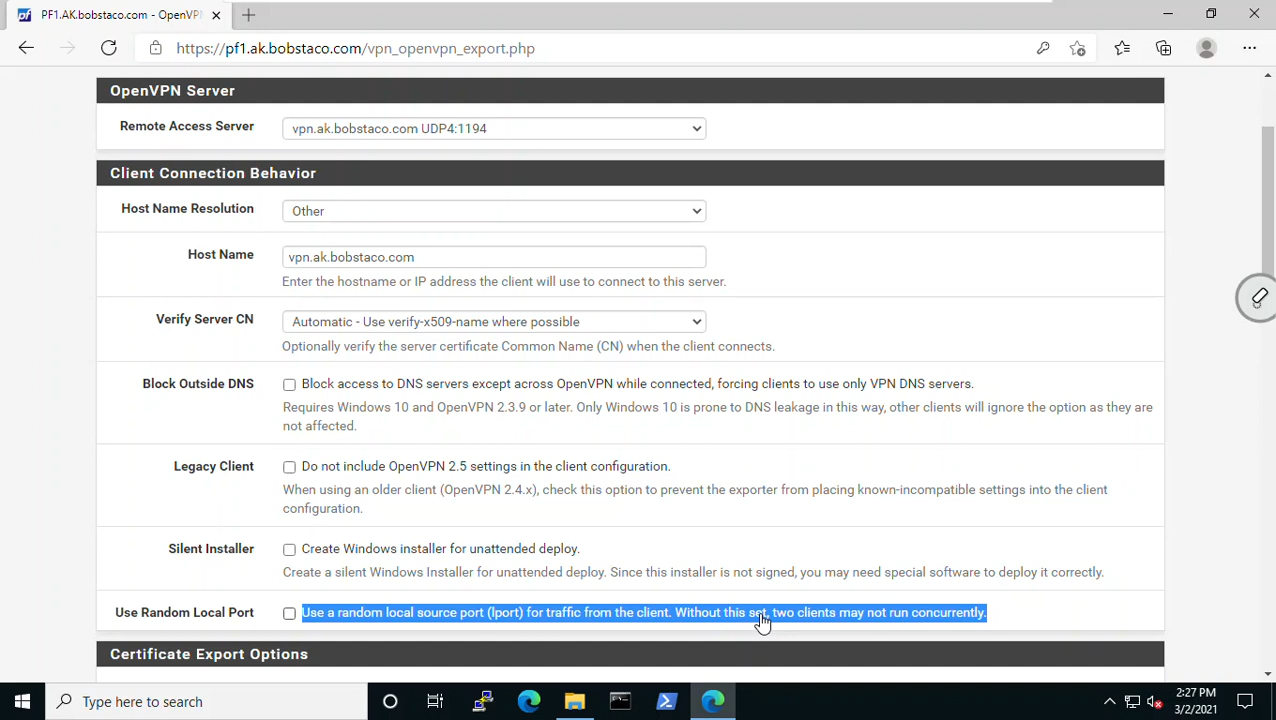 PF1.AK.bobstaco.com - OpenVPN
https://pf1.ak.bobstaco.com/vpn_openvpn_export.php
OpenVPN Server
Remote Access Server
vpn.ak.bobstaco.com UDP4:1194
Client Connection Behavior
Host Name Resolution
Other
Host Name
vpn.ak.bobstaco.com
Enter the hostname or IP address the client will use to connect to this server.
Verify Server CN
Automatic - Use verify-x509-name where possible
Optionally verify the server certificate Common Name (CN) when the client connects.
Block Outside DNS
Block access to DNS servers except across OpenVPN while connected, forcing clients to use only VPN DNS servers.
Requires Windows 10 and OpenVPN 2.3.9 or later. Only Windows 10 is prone to DNS leakage in this way, other clients will ignore the option as they are
not affected.
Legacy Client
Do not include OpenVPN 2.5 settings in the client configuration.
When using an older client (OpenVPN 2.4.x), check this option to prevent the exporter from placing known-incompatible settings into the client
configuration.
Silent Installer
Create Windows installer for unattended deploy.
Create a silent Windows Installer for unattended deploy. Since this installer is not signed, you may need special software to deploy it correctly.
Use Random Local Port
Use a random local source port (lport) for traffic from the client. Without this set, two clients may not run concurrently.
Certificate Export Options
Type here to search
2:27 PM
3/2/2021